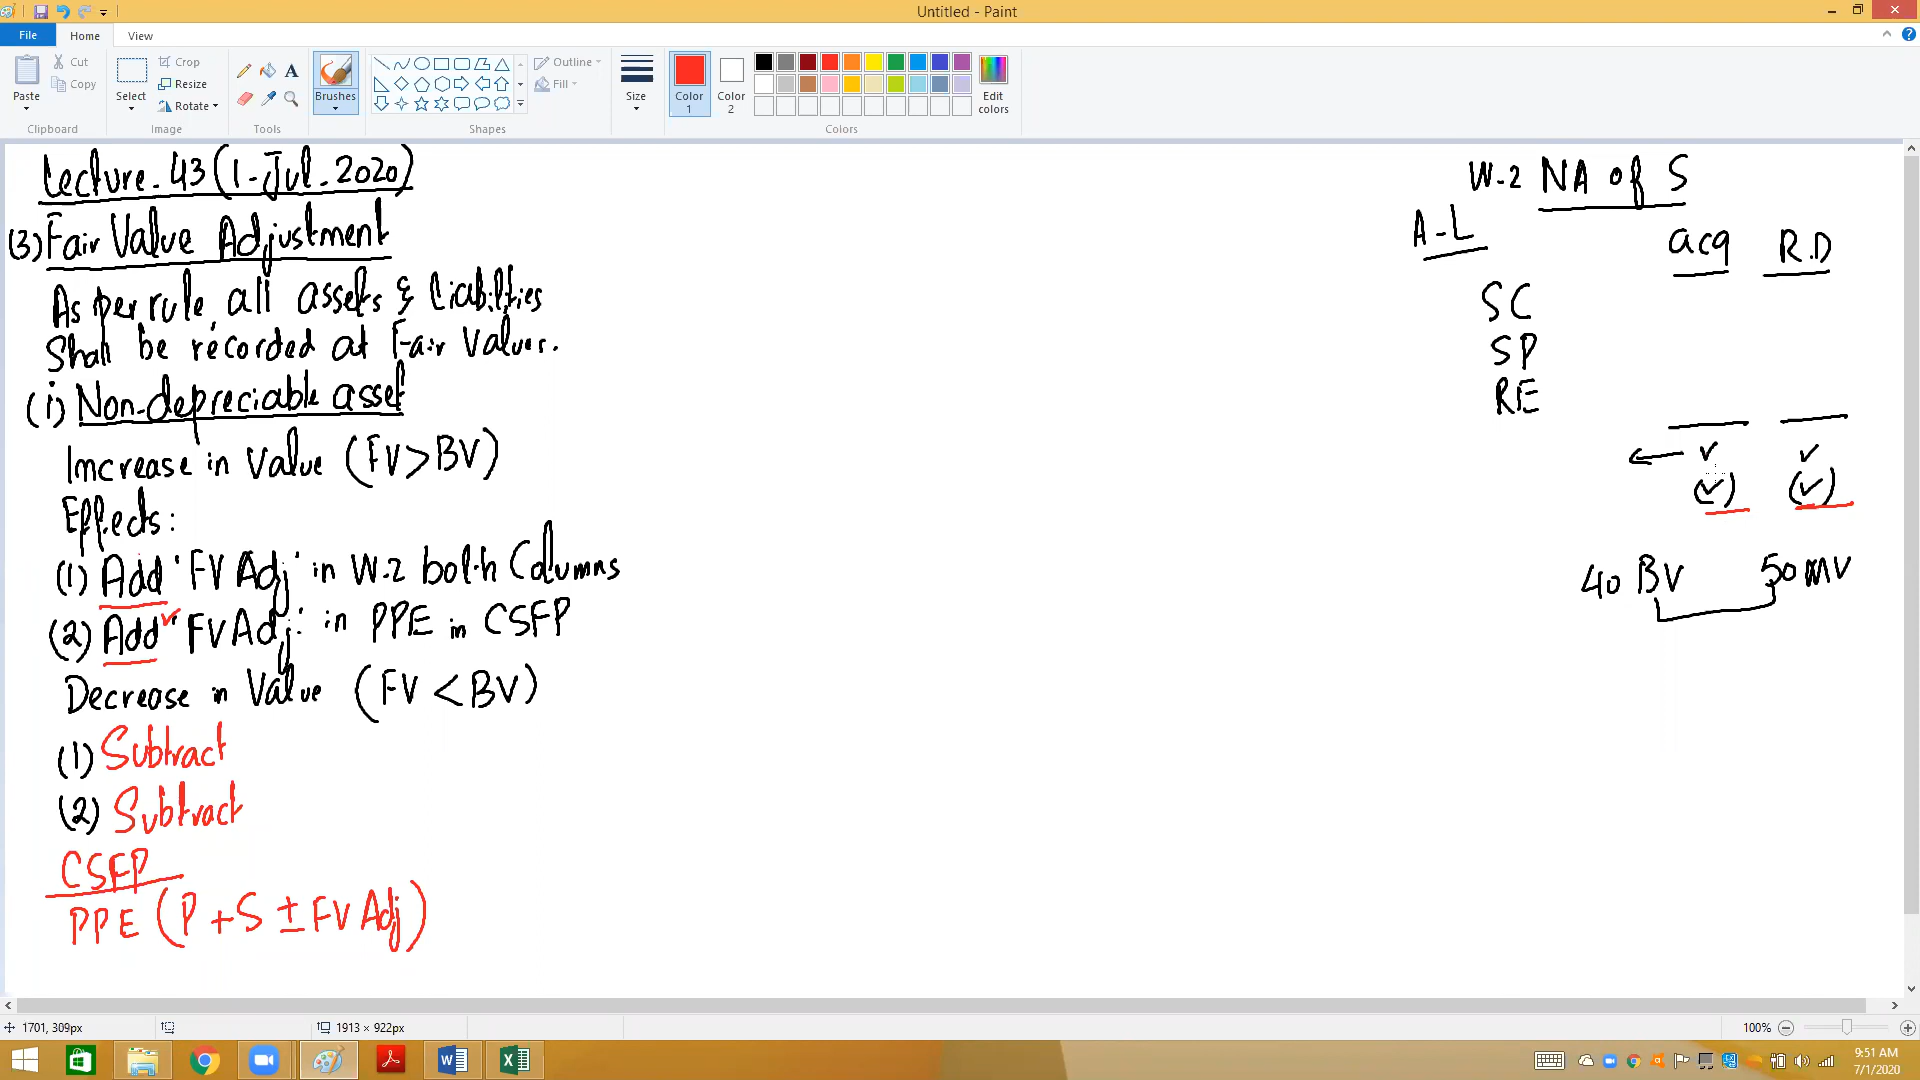 Untitled - Paint
File Home View
Paste
Cut
Copy
Clipboard
Select
Crop
Resize
Rotate
Image
Tools
Brushes
Shapes
Outline
Fill
Size
Color 1
Color 2
Edit colors
Colors
Lecture-43 (1-Jul-2020)
(3) Fair Value Adjustment
As per rule, all assets & Liabilties
Shall be recorded at Fair Values.
(i) Non-depreciable asset
Increase in Value (FV>BV)
Effects:
(1) Add 'FV Adj' in W.2 both Columns
(2) Add "FV Adj" in PPE in CSFP
Decrease in Value (FV < BV)
(1) Subtract
(2) Subtract
CSFP
PPE (P + S ± FV Adj)
W-2 NA of S
A-L
acq R.D
SC
SP
RE
✓ ✓
(✓) (✓)
40 BV 50 MV
1701, 309px
1913 × 922px
100%
9:51 AM
7/1/2020